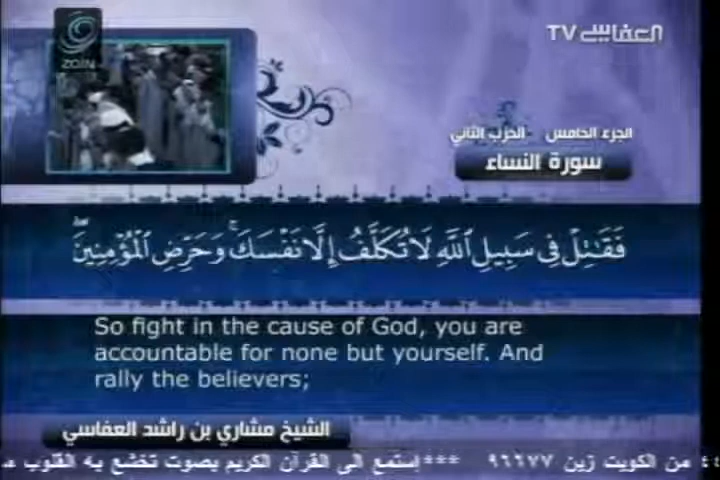 ZOIN
العفاسي TV
الجزء الخامس - الحزب الثاني
سورة النساء
فَقَٰتِلْ فِى سَبِيلِ ٱللَّهِ لَا تُكَلَّفُ إِلَّا نَفْسَكَ ۚ وَحَرِّضِ ٱلْمُؤْمِنِينَ ۖ
So fight in the cause of God, you are
accountable for none but yourself. And
rally the believers;
الشيخ مشاري بن راشد العفاسي
من الكويت زين ٩٦٦٧٧ ***إستمع الى القرآن الكريم بصوت تخشع به القلوب